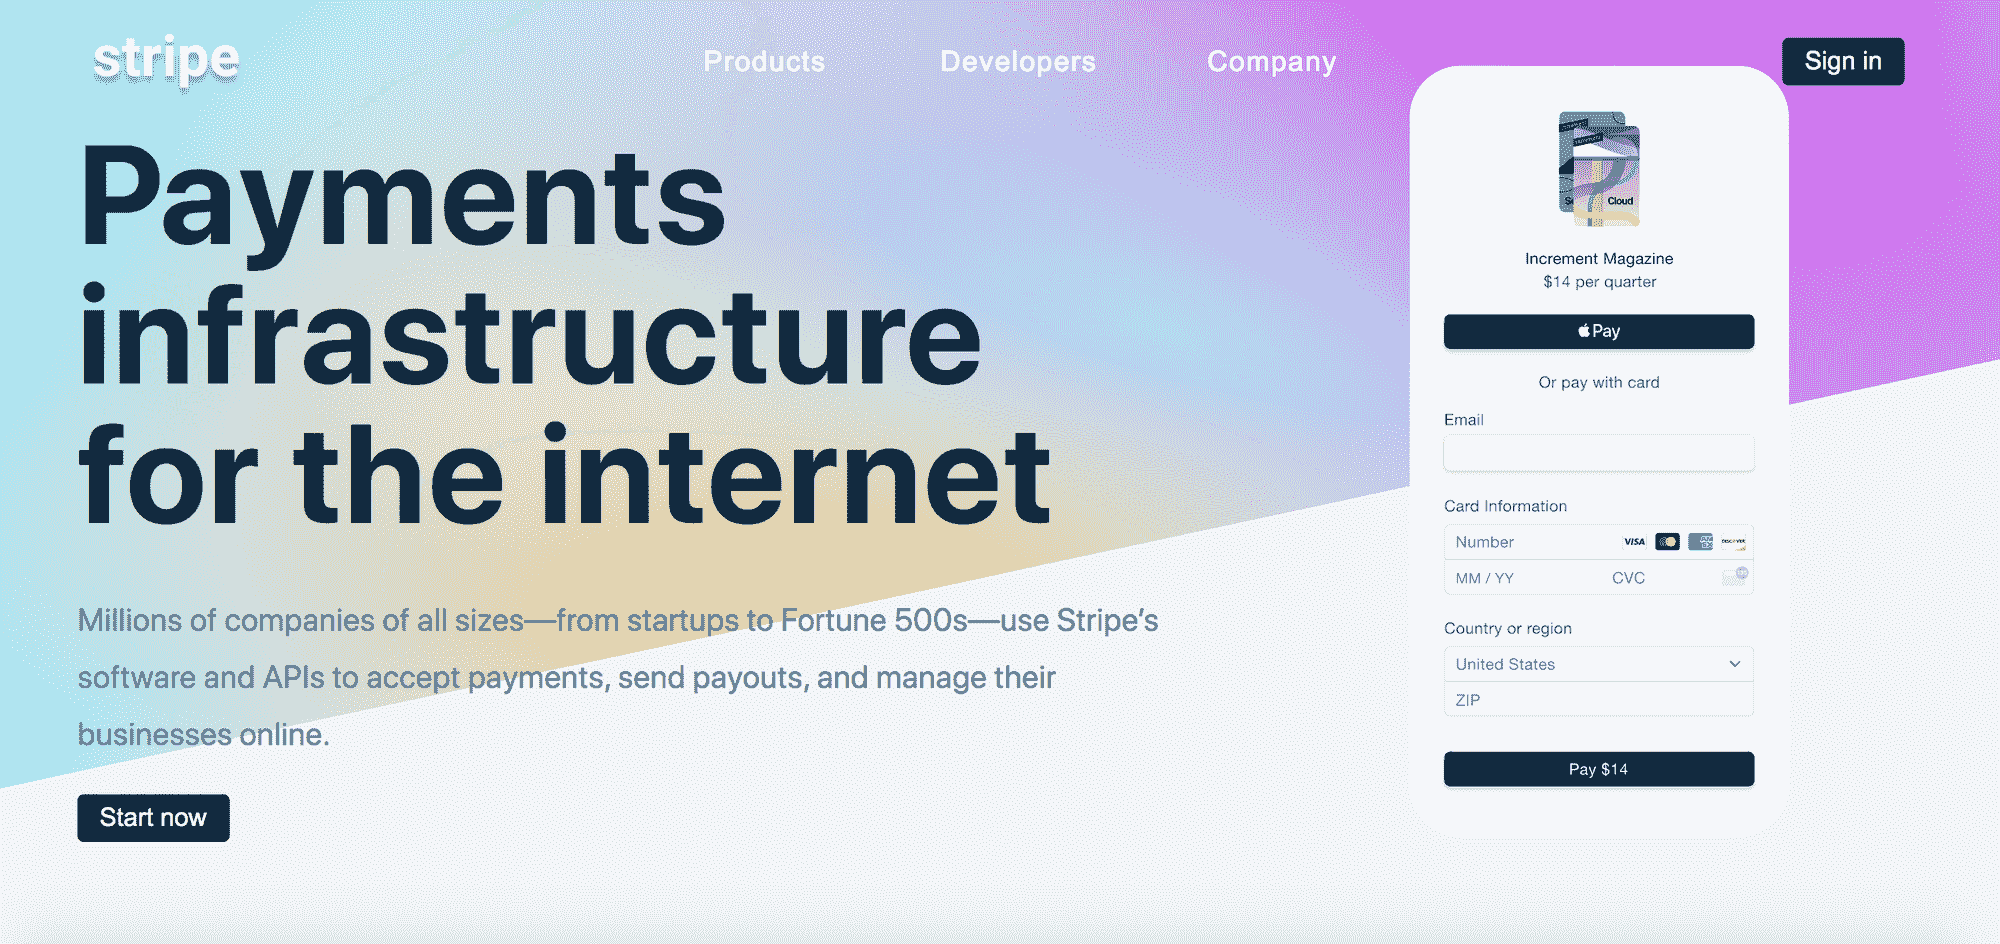 stripe
Products
Developers
Company
Sign in
Payments
infrastructure
for the internet
Millions of companies of all sizes—from startups to Fortune 500s—use Stripe's
software and APIs to accept payments, send payouts, and manage their
businesses online.
Start now
Cloud
Increment Magazine
$14 per quarter
Pay
Or pay with card
Email
Card Information
Number
VISA
DISCOVER
MM / YY
CVC
Country or region
United States
ZIP
Pay $14